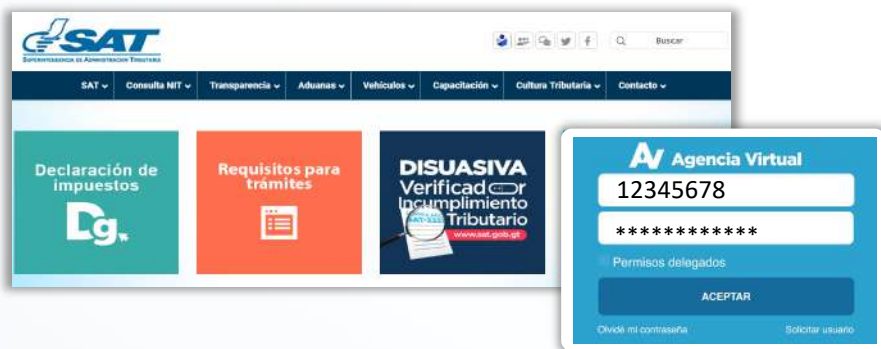 SAT
SUPERINTENDENCIA DE ADMINISTRACIÓN TRIBUTARIA
Buscar
SAT
Consulta NIT
Transparencia
Aduanas
Vehículos
Capacitación
Cultura Tributaria
Contacto
Declaración de
impuestos
Dg
Requisitos para
trámites
DISUASIVA
Verificador
Incumplimiento
Tributario
www.sat.gob.gt
AV Agencia Virtual
12345678
************
Permisos delegados
ACEPTAR
Olvidé mi contraseña
Solicitar usuario